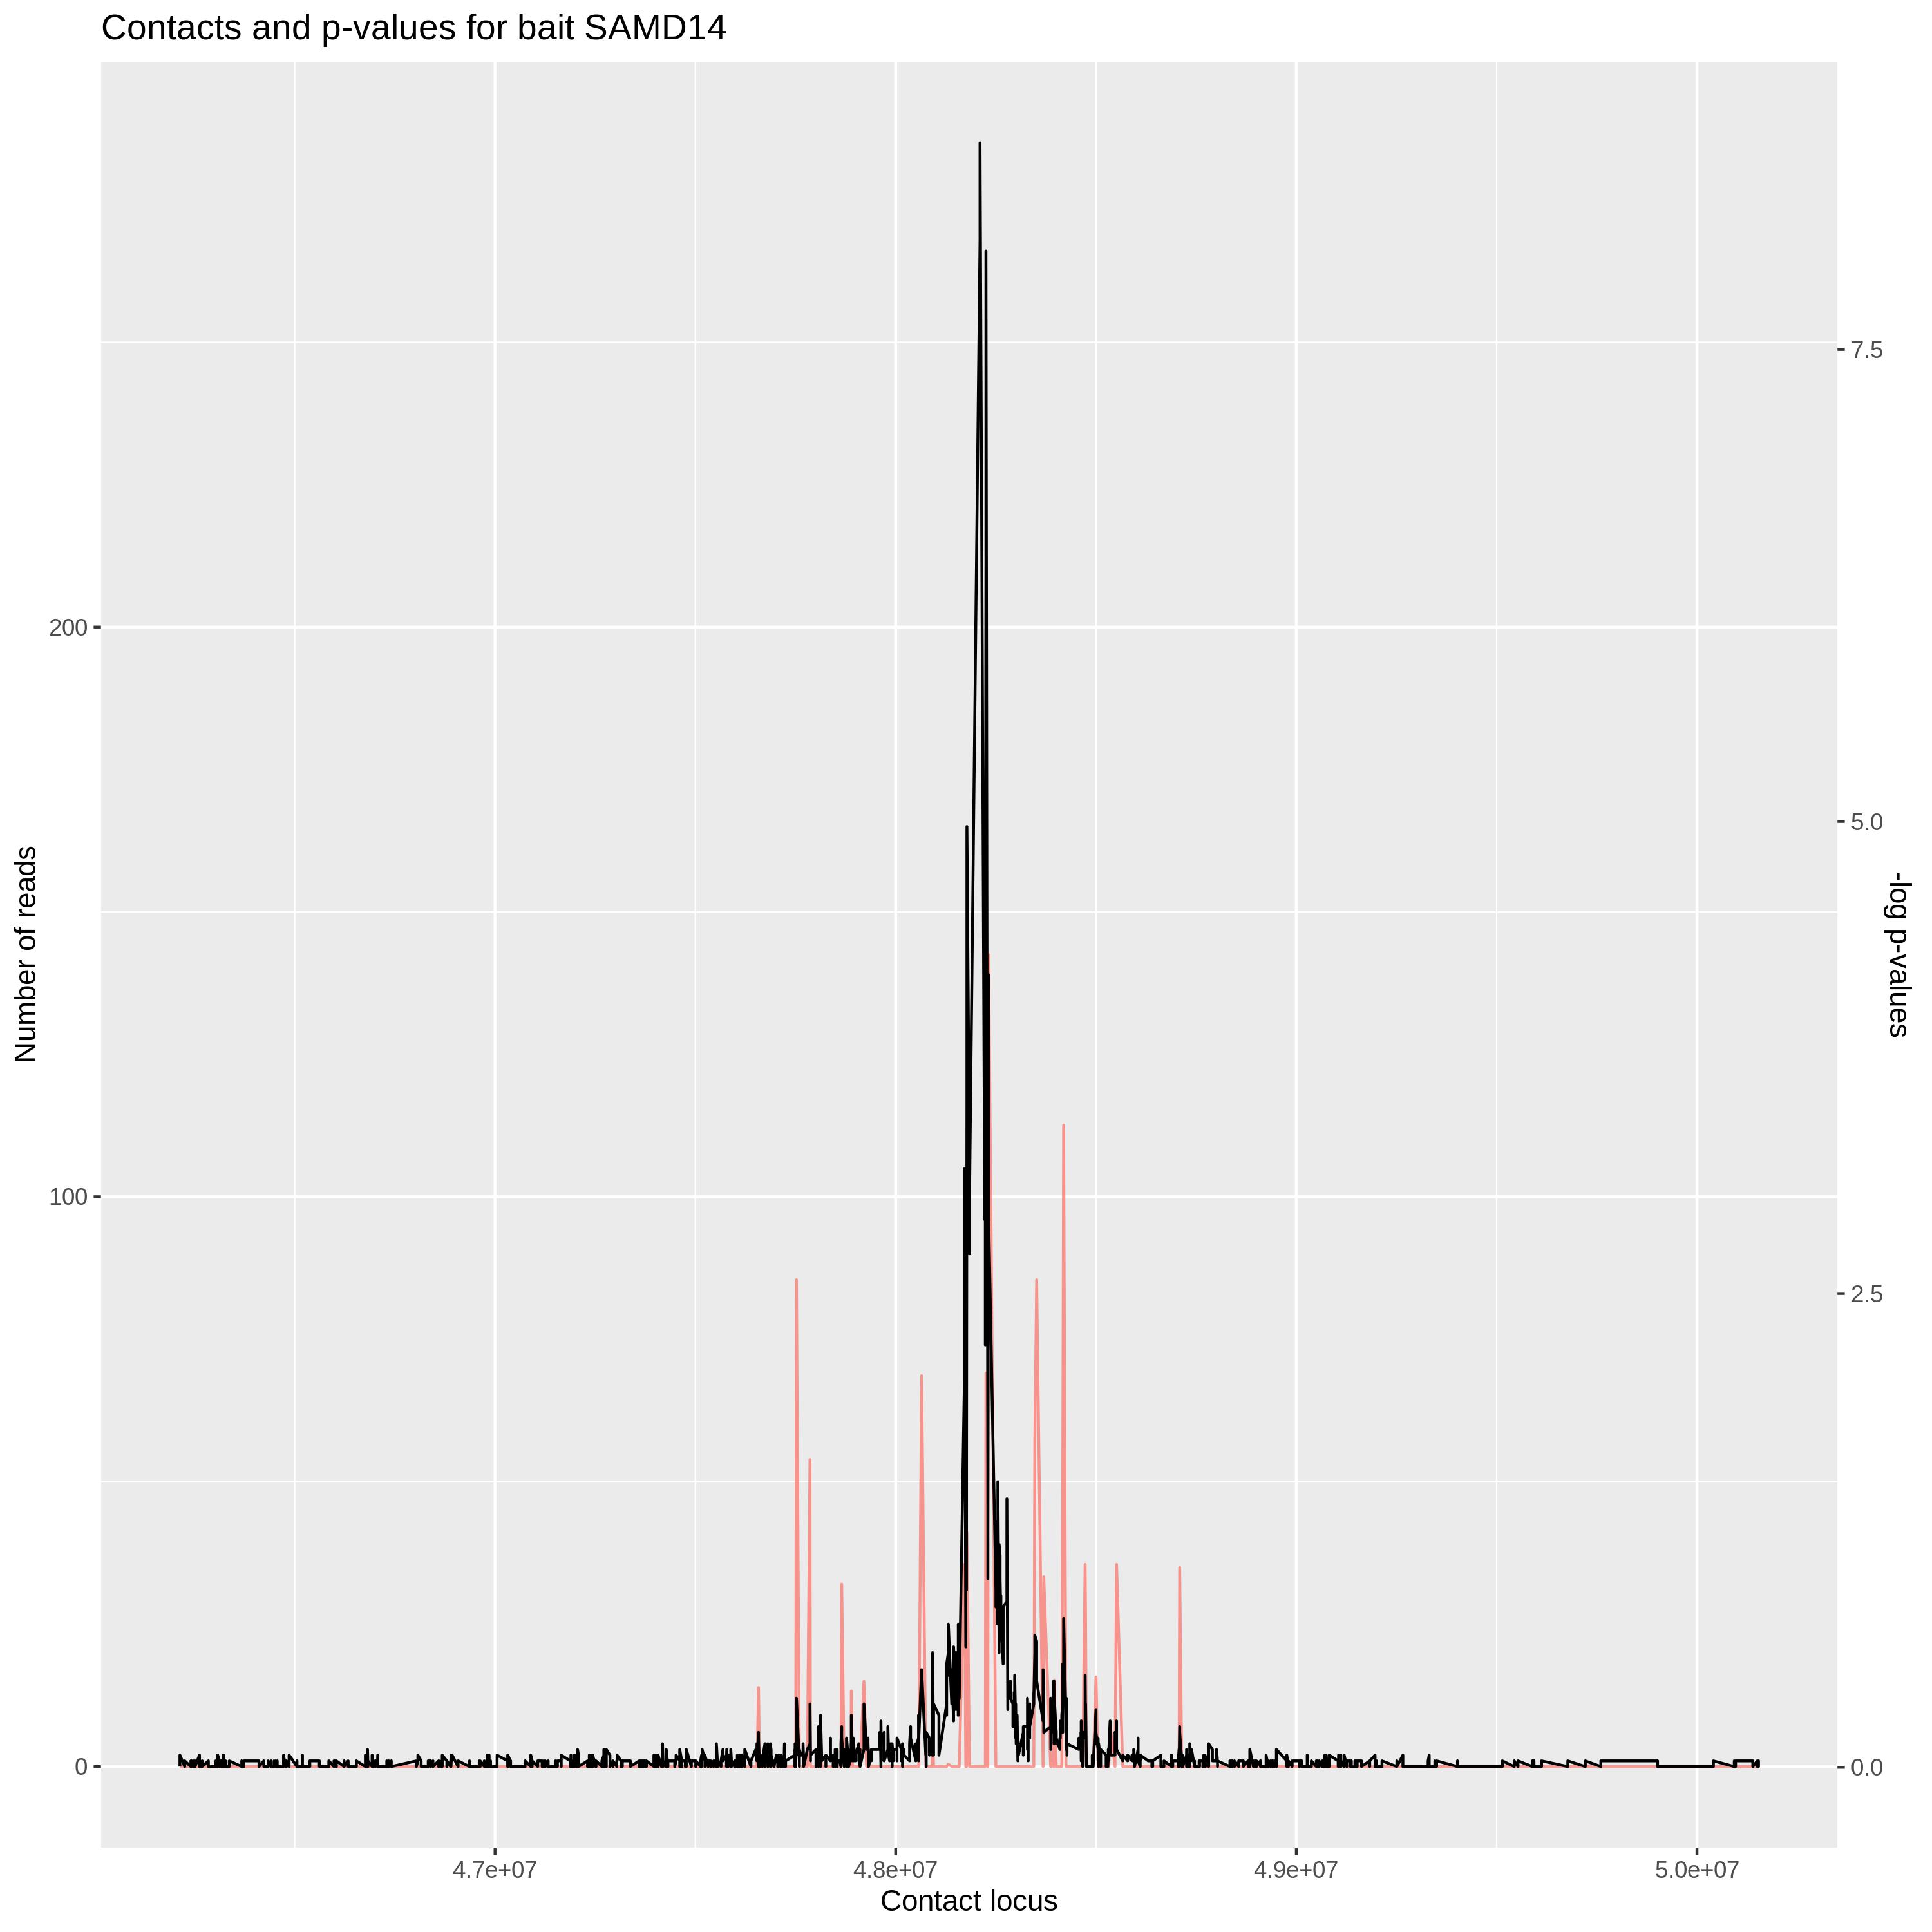 Contacts and p-values for bait SAMD14
Number of reads
200
100
0
7.5
5.0
2.5
0.0
-log p-values
4.7e+07 4.8e+07 4.9e+07 5.0e+07
Contact locus